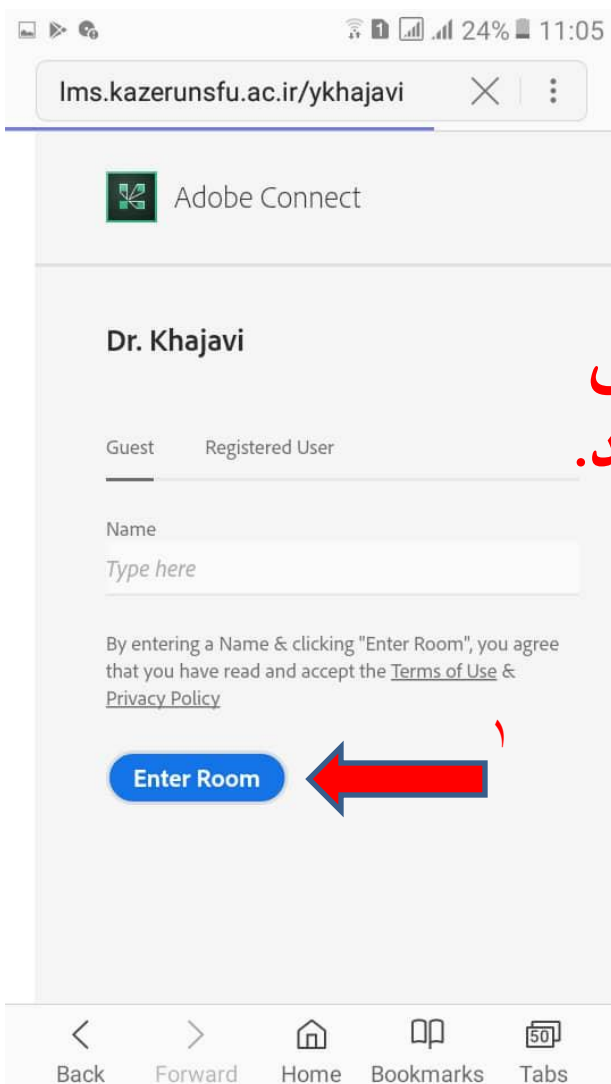 24% 11:05
lms.kazerunsfu.ac.ir/ykhajavi
Adobe Connect
Dr. Khajavi
Guest Registered User
Name
Type here
By entering a Name & clicking "Enter Room", you agree
that you have read and accept the Terms of Use &
Privacy Policy
۱
Enter Room
50
Back Forward Home Bookmarks Tabs